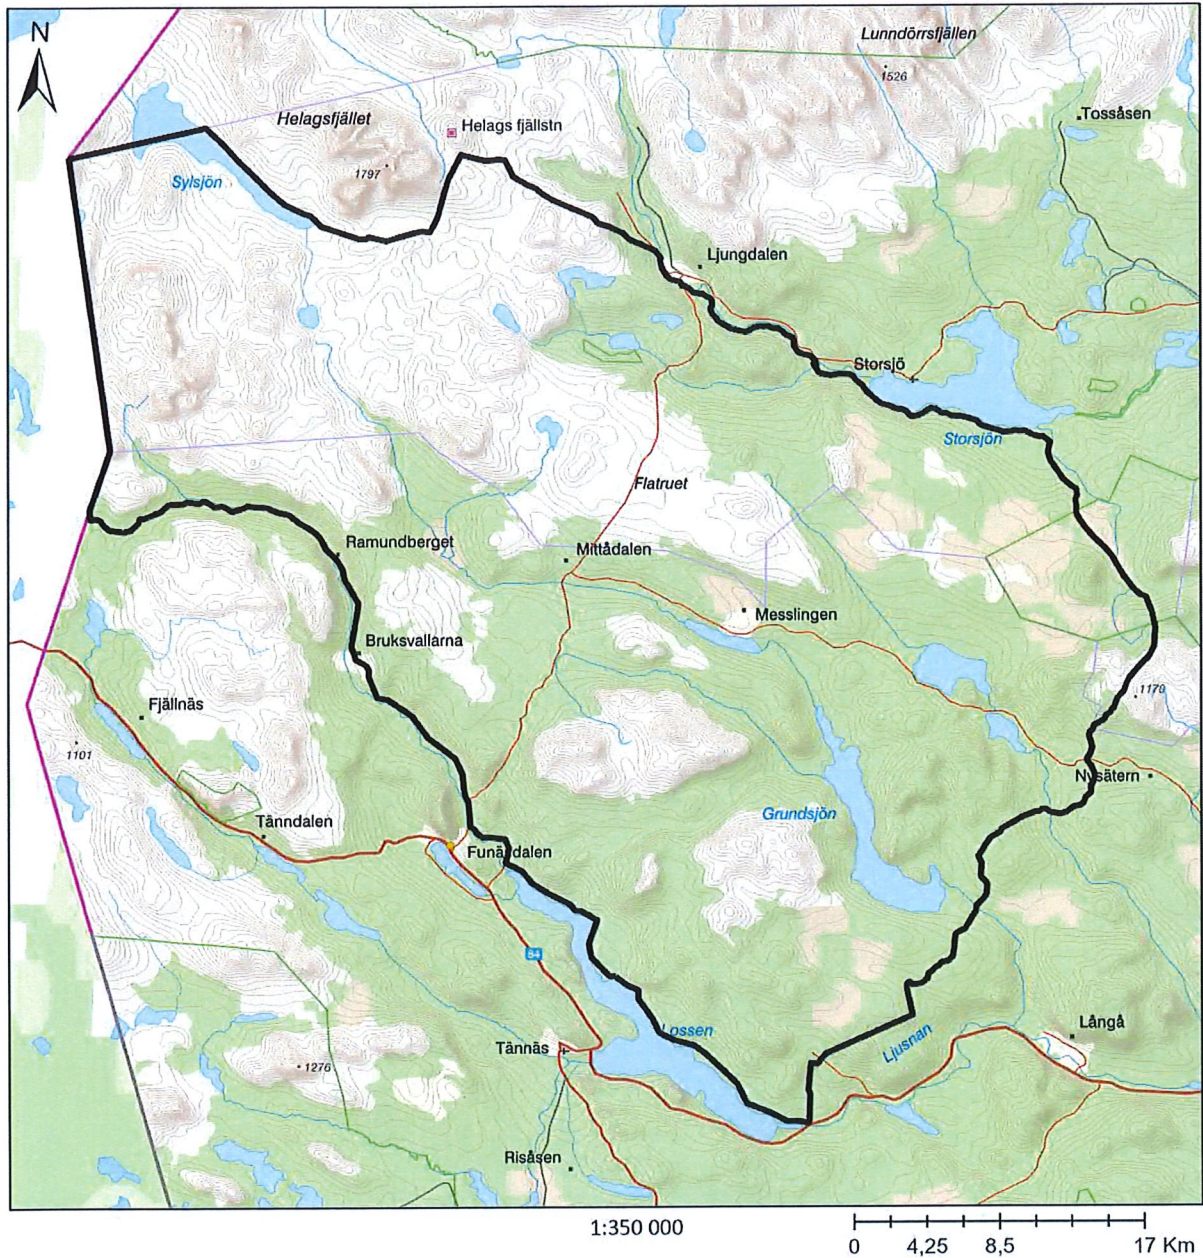 N
Lunndörrsfjällen
1526
Tossåsen
Helagsfjället
Helags fjällstn
1797
Sylsjön
Ljungdalen
Storsjö
Storsjön
Flatruet
Ramundberget
Mittådalen
Messlingen
Bruksvallarna
1179
Fjällnäs
1101
Nysätern
Grundsjön
Tänndalen
Funäsdalen
84
Lossen
Långå
Ljusnan
Tännäs
1276
Risåsen
1:350 000
0 4,25 8,5 17 Km